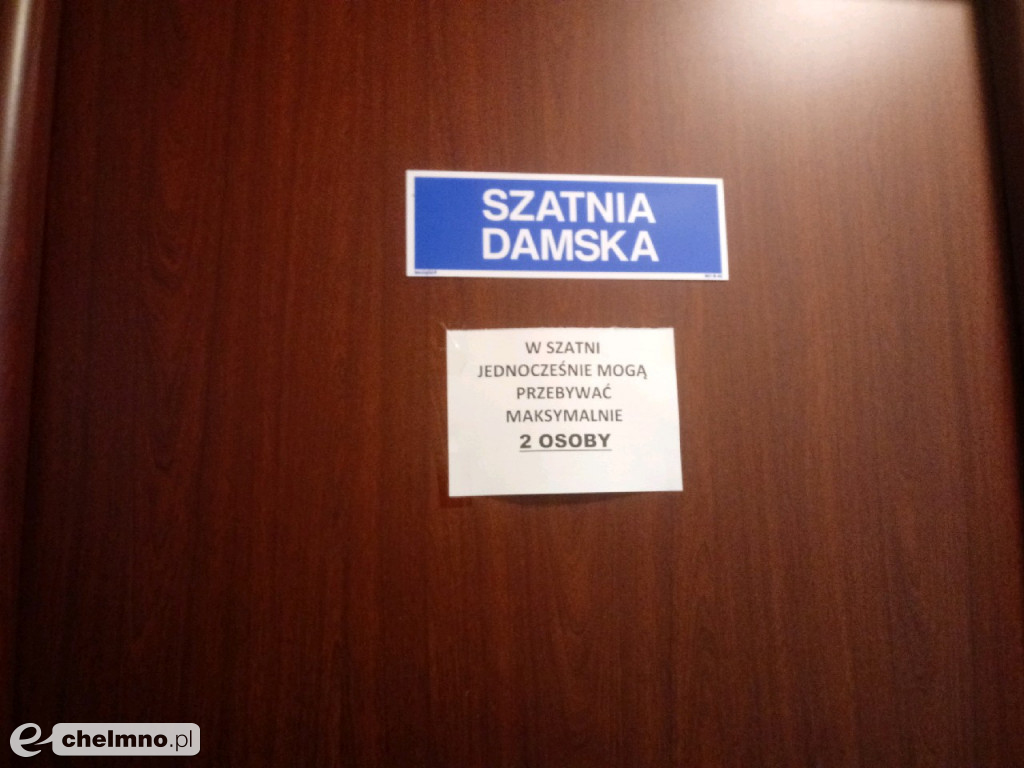 SZATNIA
DAMSKA
W SZATNI
JEDNOCZEŚNIE MOGĄ
PRZEBYWAĆ
MAKSYMALNIE
2 OSOBY
e-chelmno.pl